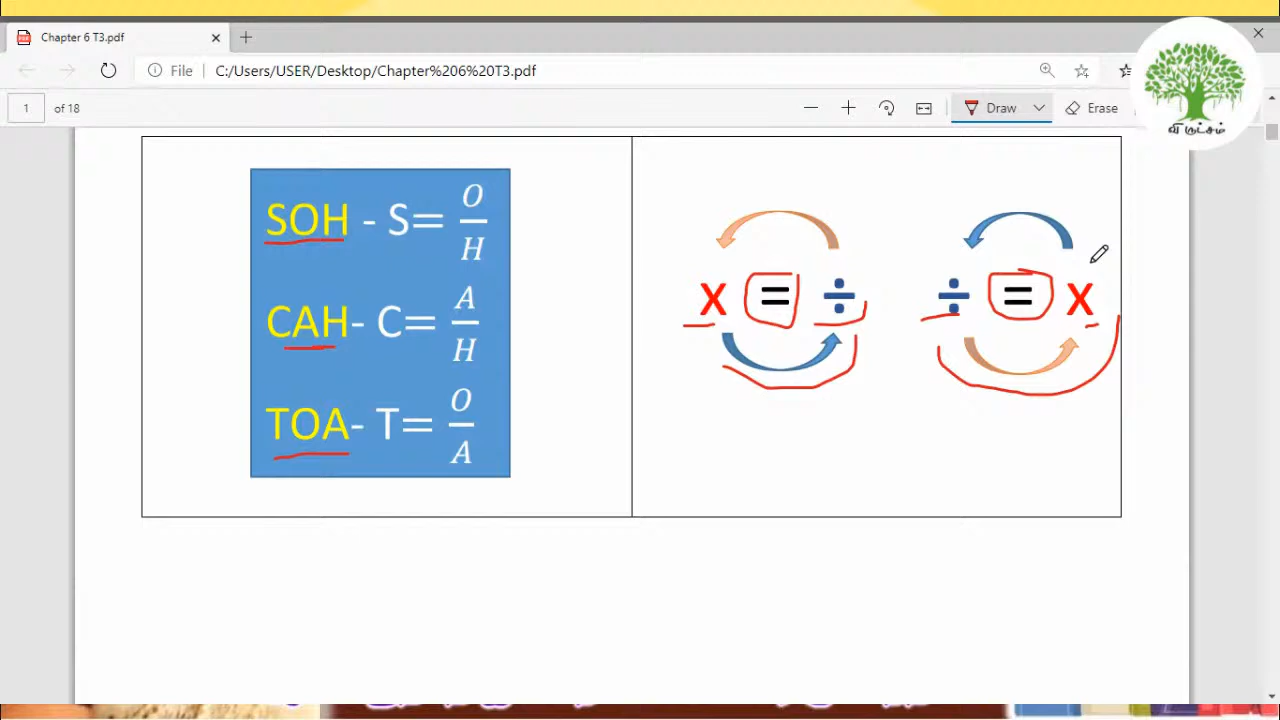 Chapter 6 T3.pdf
File C:/Users/USER/Desktop/Chapter%206%20T3.pdf
1 of 18
Draw
Erase
விருட்சம்
SOH - S= O/H
CAH- C= A/H
TOA- T= O/A
x = ÷
÷ = x